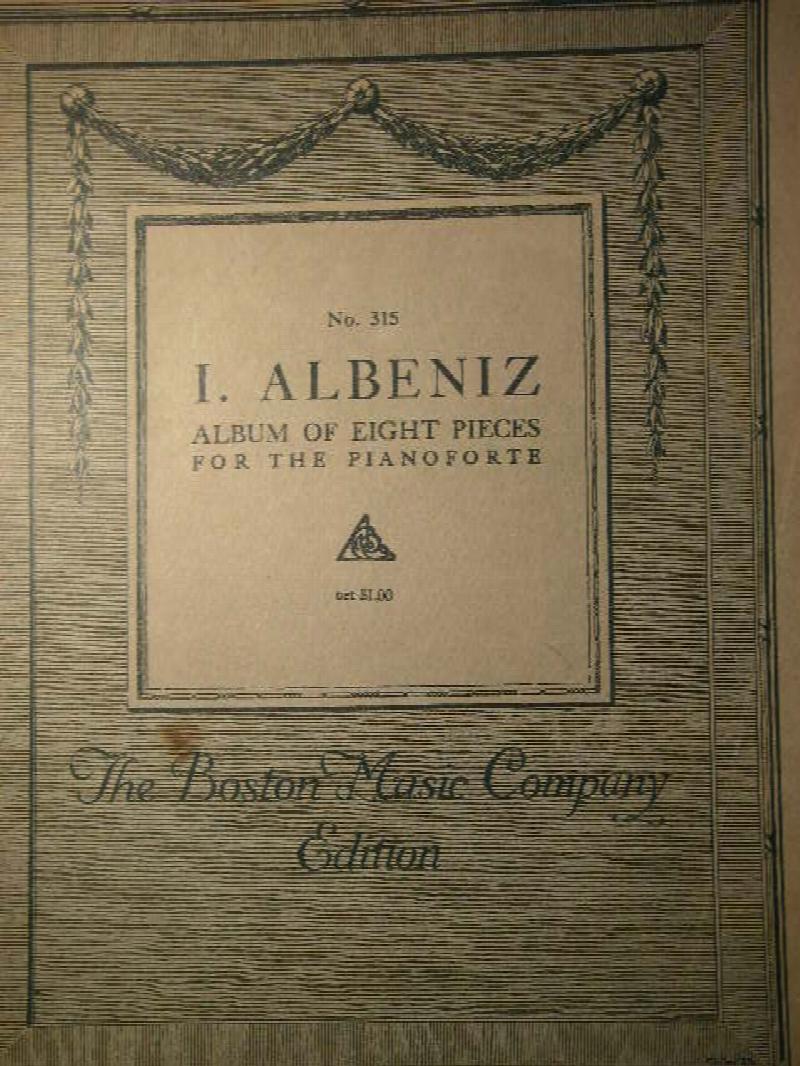 No. 315
I. ALBENIZ
ALBUM OF EIGHT PIECES
FOR THE PIANOFORTE
net $1.00
The Boston Music Company
Edition